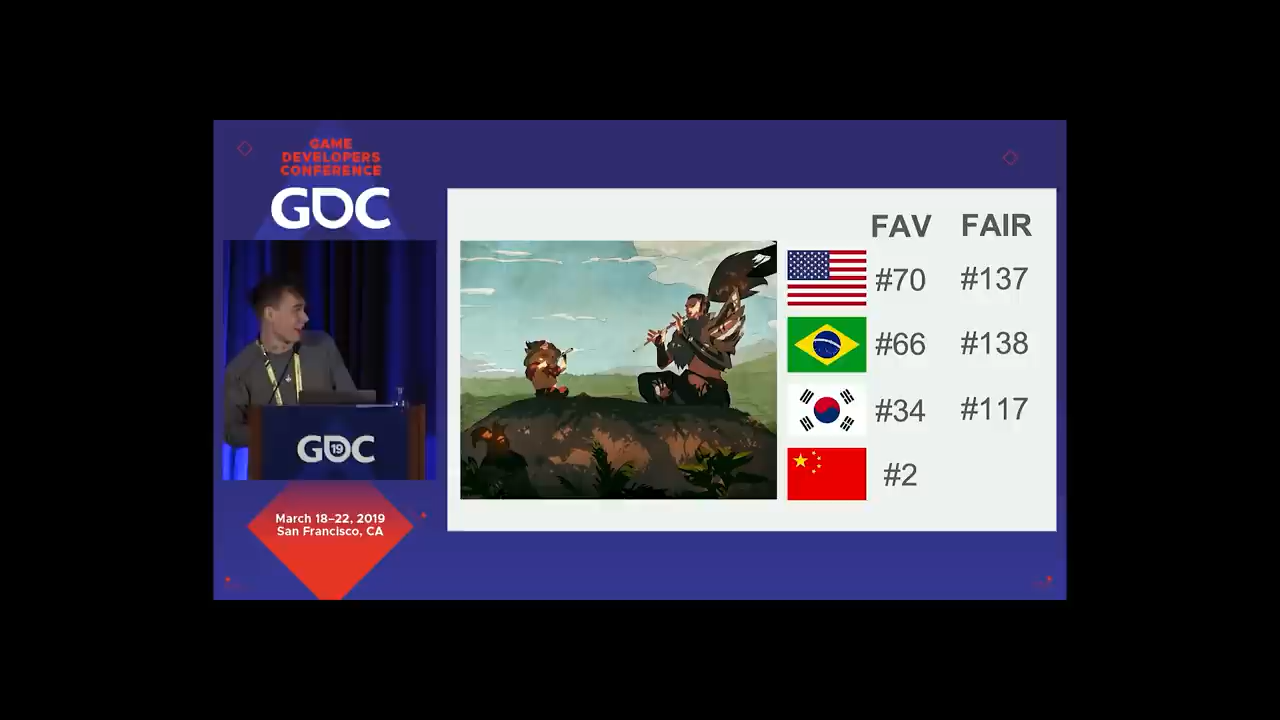 GAME
DEVELOPERS
CONFERENCE
GDC
GDC
19
March 18–22, 2019
San Francisco, CA
FAV FAIR
#70 #137
#66 #138
#34 #117
#2